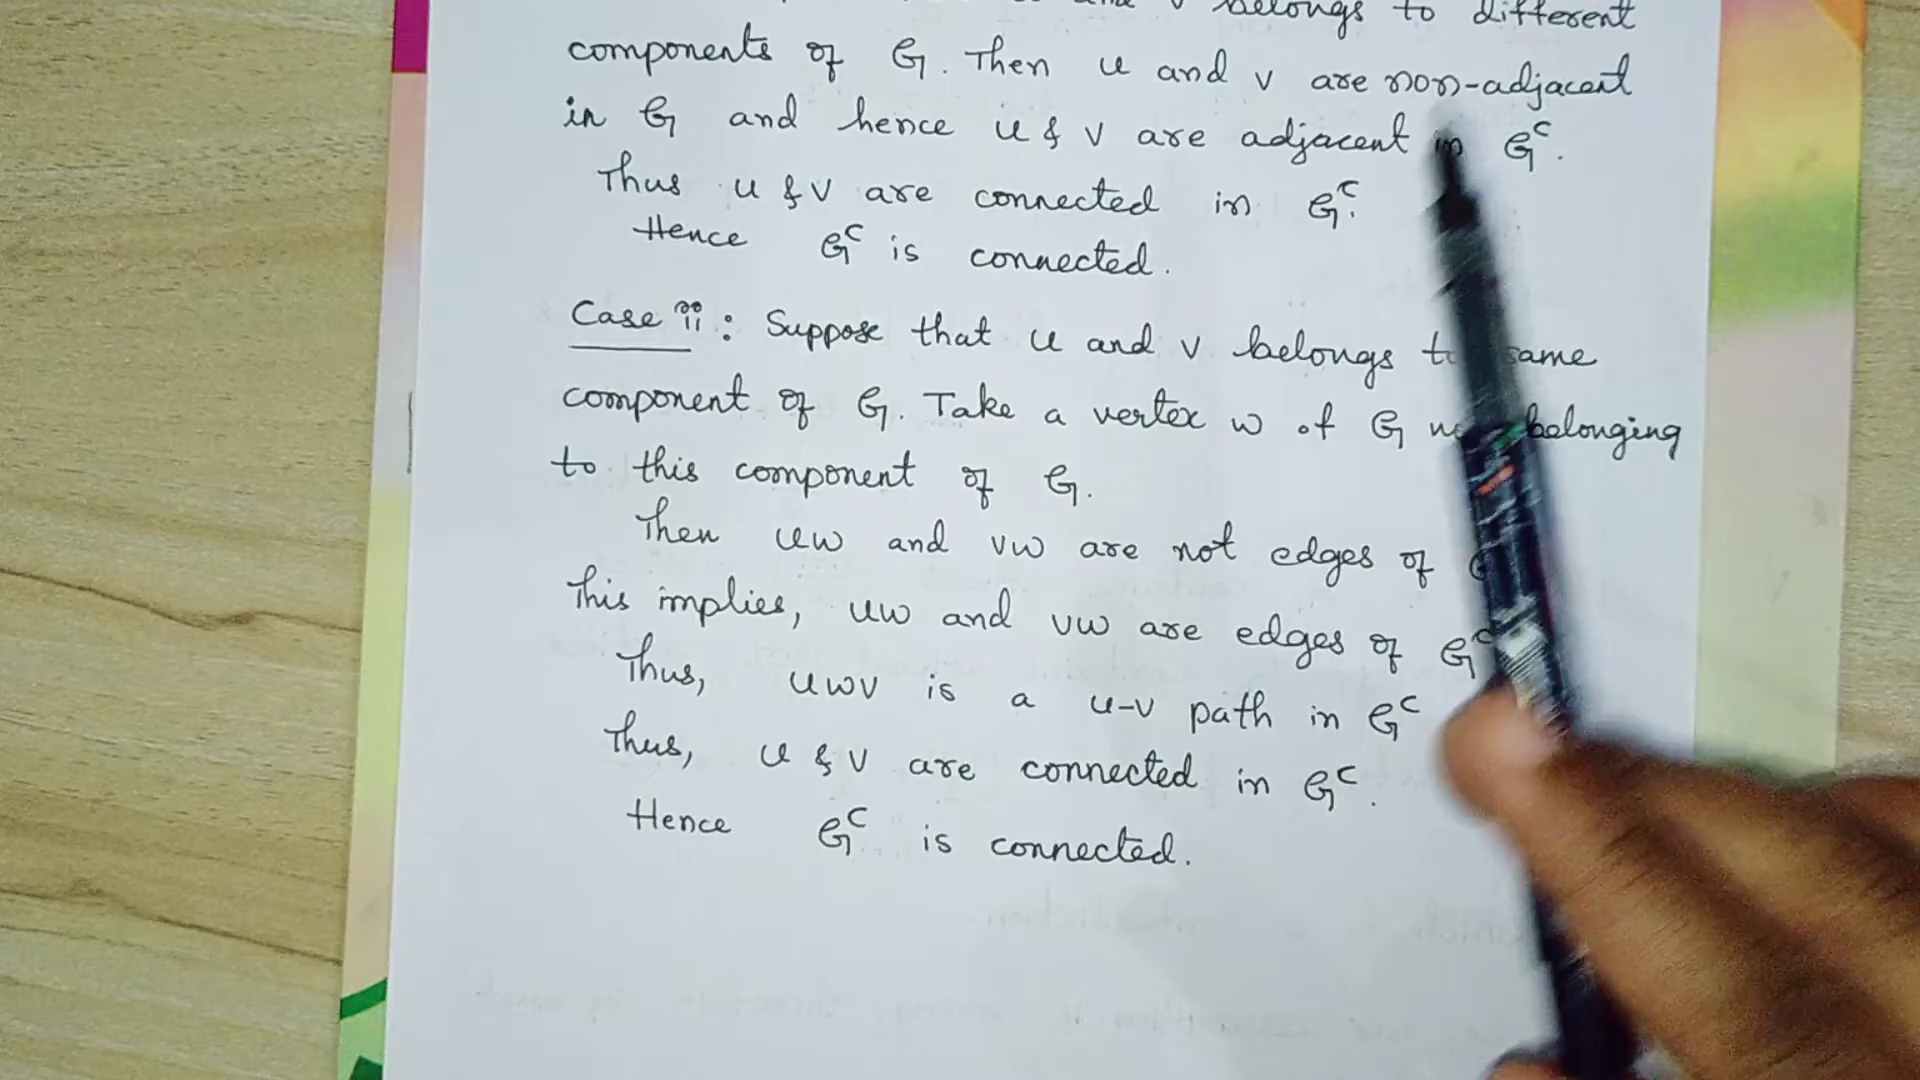 v belongs to different
components of G. Then u and v are non-adjacent
in G and hence u & v are adjacent in G^c.
Thus u & v are connected in G^c.
Hence G^c is connected.
Case ii : Suppose that u and v belongs to same
component of G. Take a vertex w of G belonging
to this component of G.
Then uw and vw are not edges of G
This implies, uw and vw are edges of G^c
Thus, uwv is a u-v path in G^c
Thus, u & v are connected in G^c.
Hence G^c is connected.